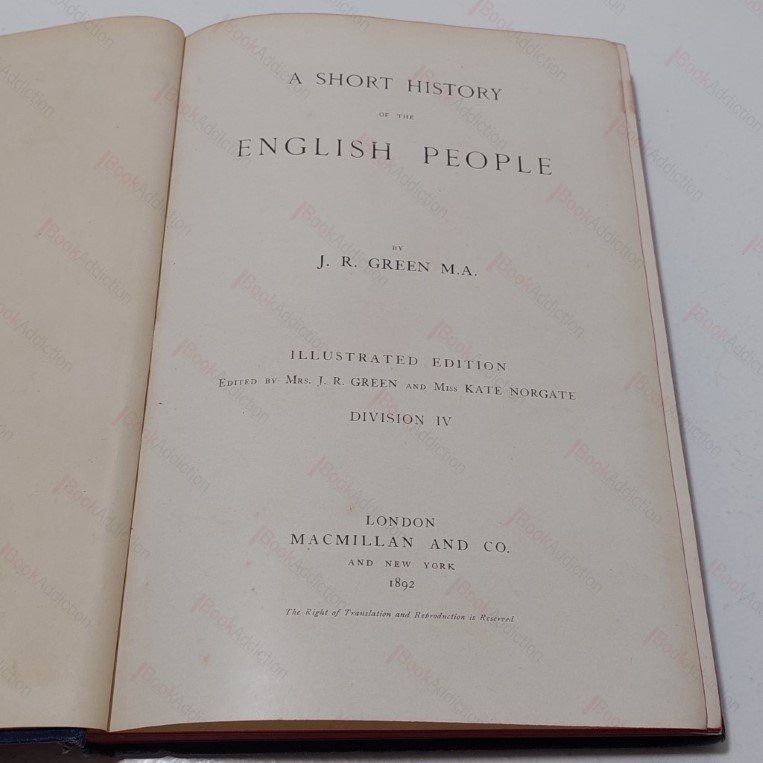 A SHORT HISTORY
OF THE
ENGLISH PEOPLE
BY
J. R. GREEN M.A.
ILLUSTRATED EDITION
EDITED BY MRS. J. R. GREEN AND MISS KATE NORGATE
DIVISION IV
LONDON
MACMILLAN AND CO.
AND NEW YORK
1892
The Right of Translation and Reproduction is Reserved
iBookAddiction